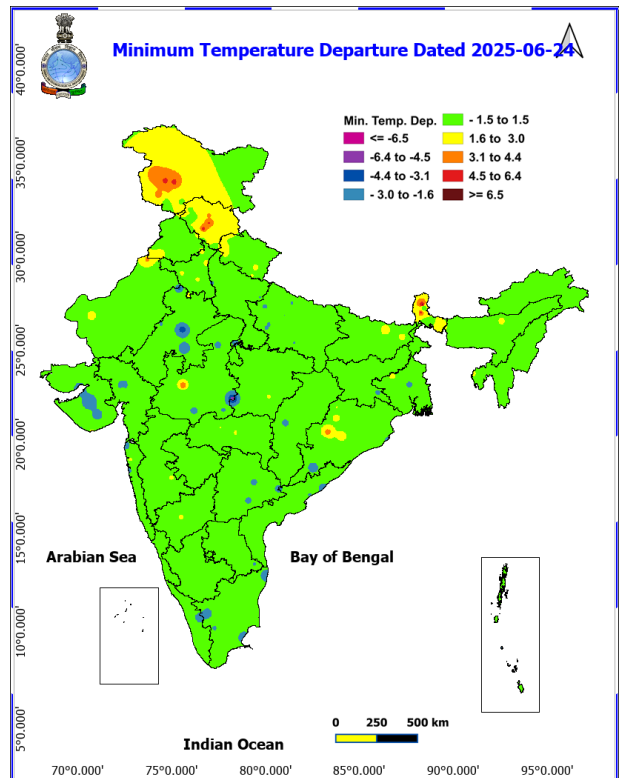 Minimum Temperature Departure Dated 2025-06-24
40°0.000'
Min. Temp. Dep.
<= -6.5
-6.4 to -4.5
-4.4 to -3.1
- 3.0 to -1.6
- 1.5 to 1.5
1.6 to 3.0
3.1 to 4.4
4.5 to 6.4
>= 6.5
35°0.000'
30°0.000'
25°0.000'
20°0.000'
15°0.000'
Arabian Sea
Bay of Bengal
10°0.000'
5°0.000'
0 250 500 km
Indian Ocean
70°0.000' 75°0.000' 80°0.000' 85°0.000' 90°0.000' 95°0.000'